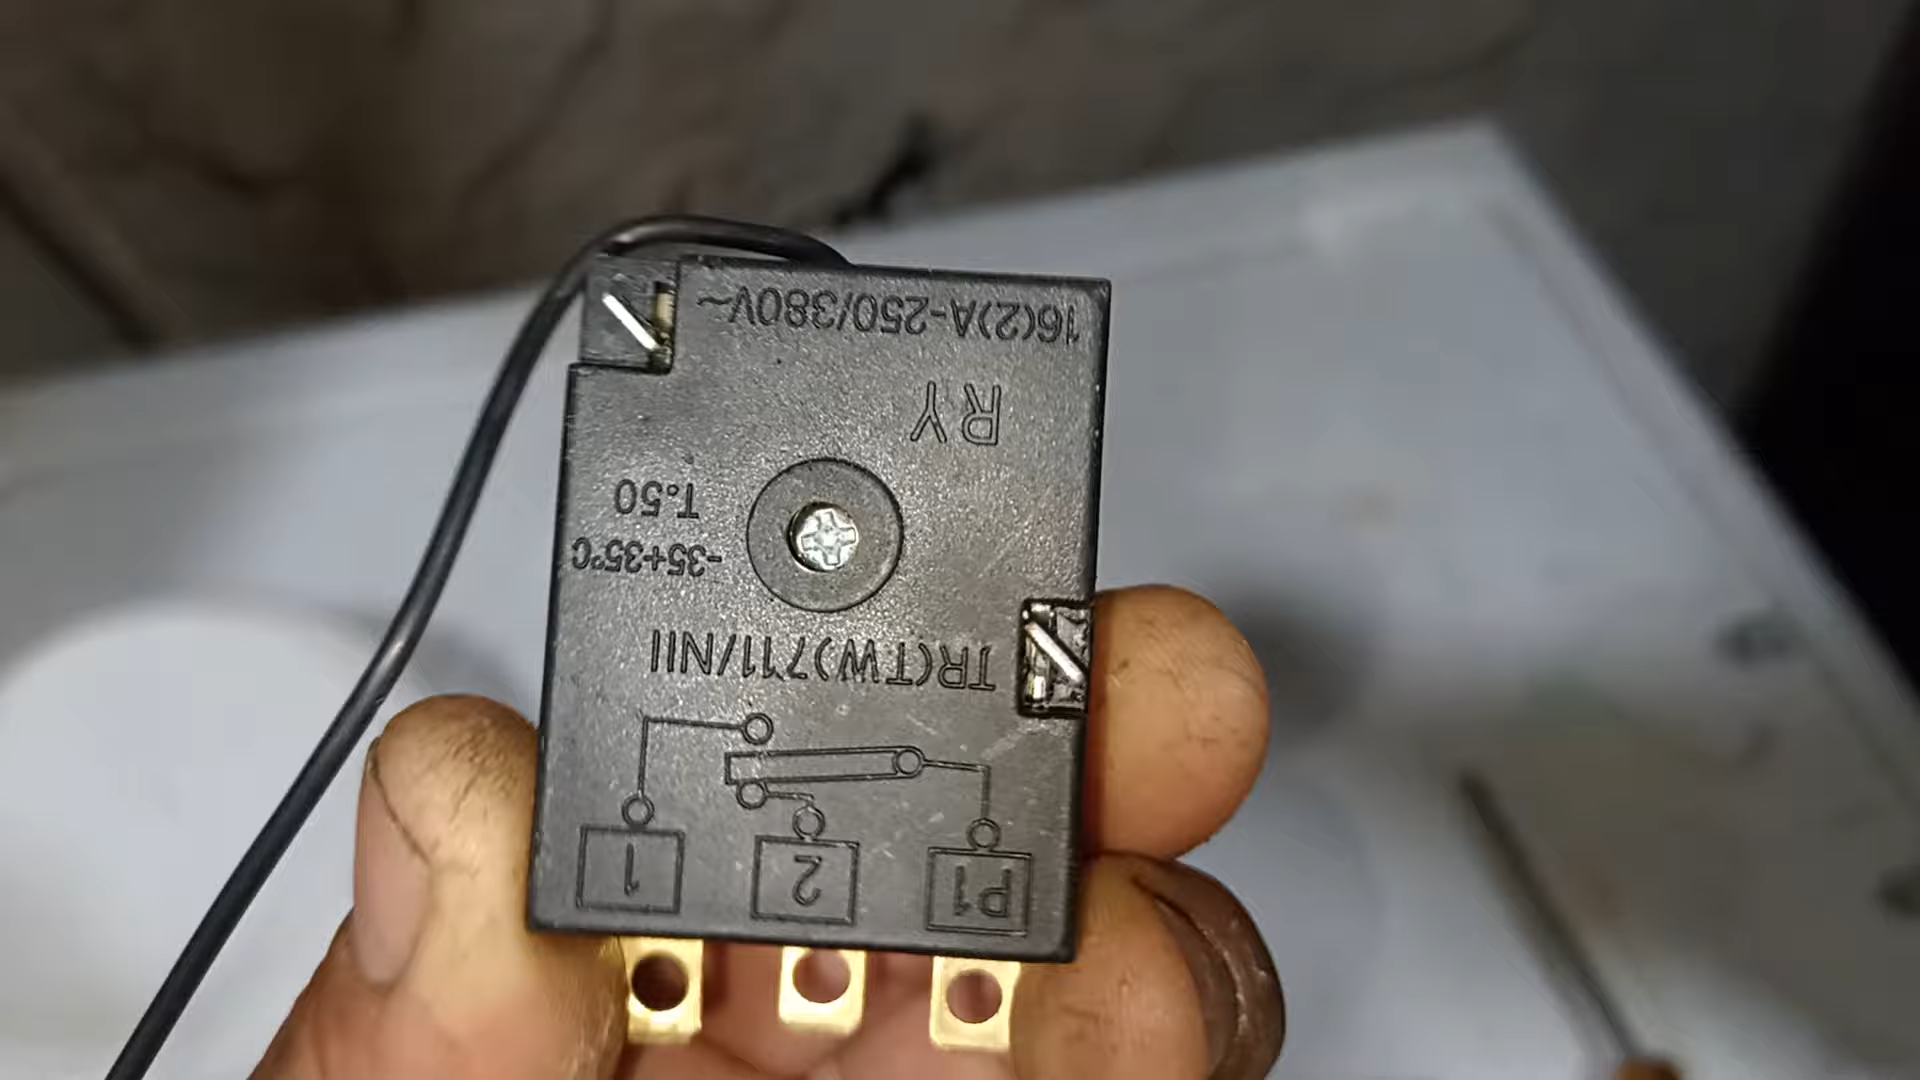 P1 2 1
TR(TW)711/NII
-35+35°C
T.50
RY
16(2)A-250/380V~